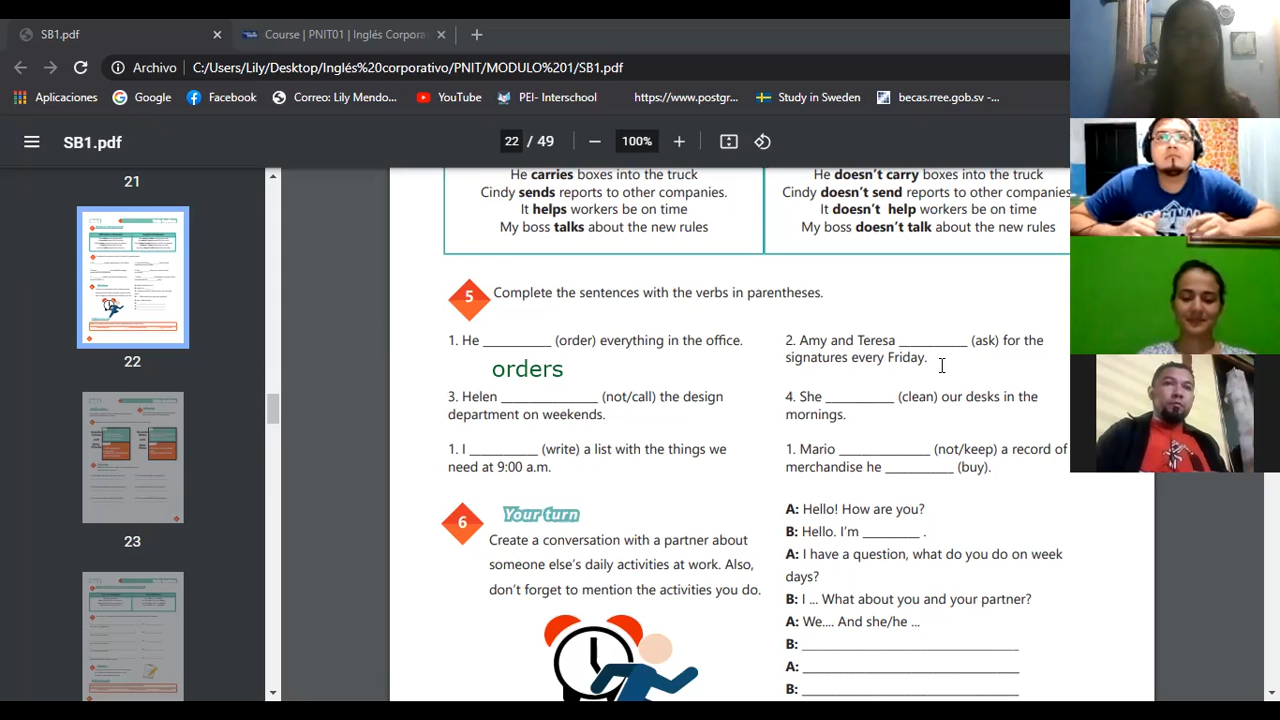 SB1.pdf
Course | PNIT01 | Inglés Corporat
Archivo
C:/Users/Lily/Desktop/Inglés%20corporativo/PNIT/MODULO%201/SB1.pdf
Aplicaciones
Google
Facebook
Correo: Lily Mendo...
YouTube
PEI- Interschool
https://www.postgr...
Study in Sweden
becas.rree.gob.sv –...
SB1.pdf
22 / 49
100%
21
22
23
He carries boxes into the truck
Cindy sends reports to other companies.
It helps workers be on time
My boss talks about the new rules
He doesn't carry boxes into the truck
Cindy doesn't send reports to other companies
It doesn't help workers be on time
My boss doesn't talk about the new rules
5 Complete the sentences with the verbs in parentheses.
1. He __________ (order) everything in the office.
orders
2. Amy and Teresa __________ (ask) for the
signatures every Friday.
3. Helen ______________ (not/call) the design
department on weekends.
4. She __________ (clean) our desks in the
mornings.
1. I __________ (write) a list with the things we
need at 9:00 a.m.
1. Mario _____________ (not/keep) a record of
merchandise he __________ (buy).
6 Your turn
Create a conversation with a partner about
someone else's daily activities at work. Also,
don't forget to mention the activities you do.
A: Hello! How are you?
B: Hello. I'm ________ .
A: I have a question, what do you do on week
days?
B: I ... What about you and your partner?
A: We.... And she/he ...
B: ________________________________
A: ________________________________
B: ________________________________